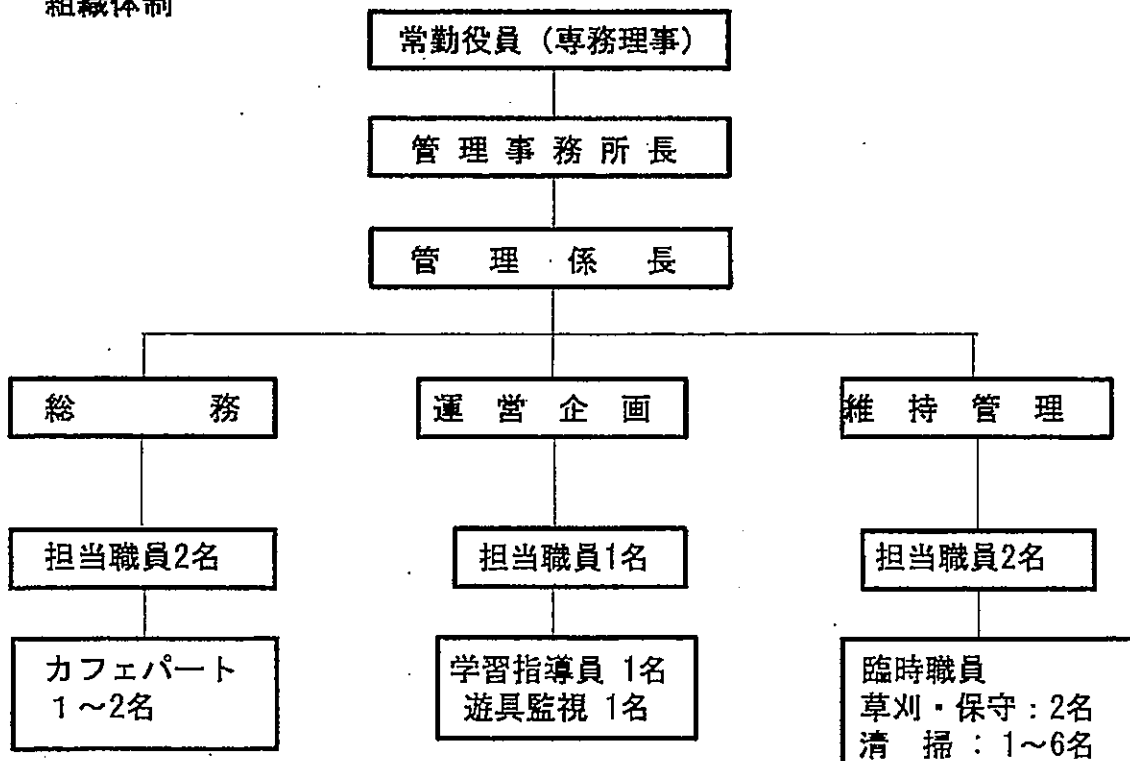 組織体制
常勤役員（専務理事）
管理事務所長
管理係長
総務
運営企画
維持管理
担当職員2名
担当職員1名
担当職員2名
カフェパート
1～2名
学習指導員 1名
遊具監視 1名
臨時職員
草刈・保守：2名
清　掃：1～6名